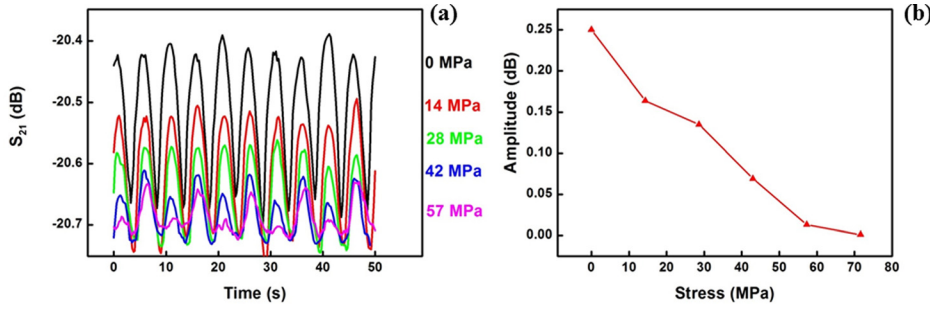 (a)
-20.4
-20.5
-20.6
-20.7
S21 (dB)
0 10 20 30 40 50
Time (s)
0 MPa
14 MPa
28 MPa
42 MPa
57 MPa
(b)
0.25
0.20
0.15
0.10
0.05
0.00
Amplitude (dB)
0 10 20 30 40 50 60 70 80
Stress (MPa)